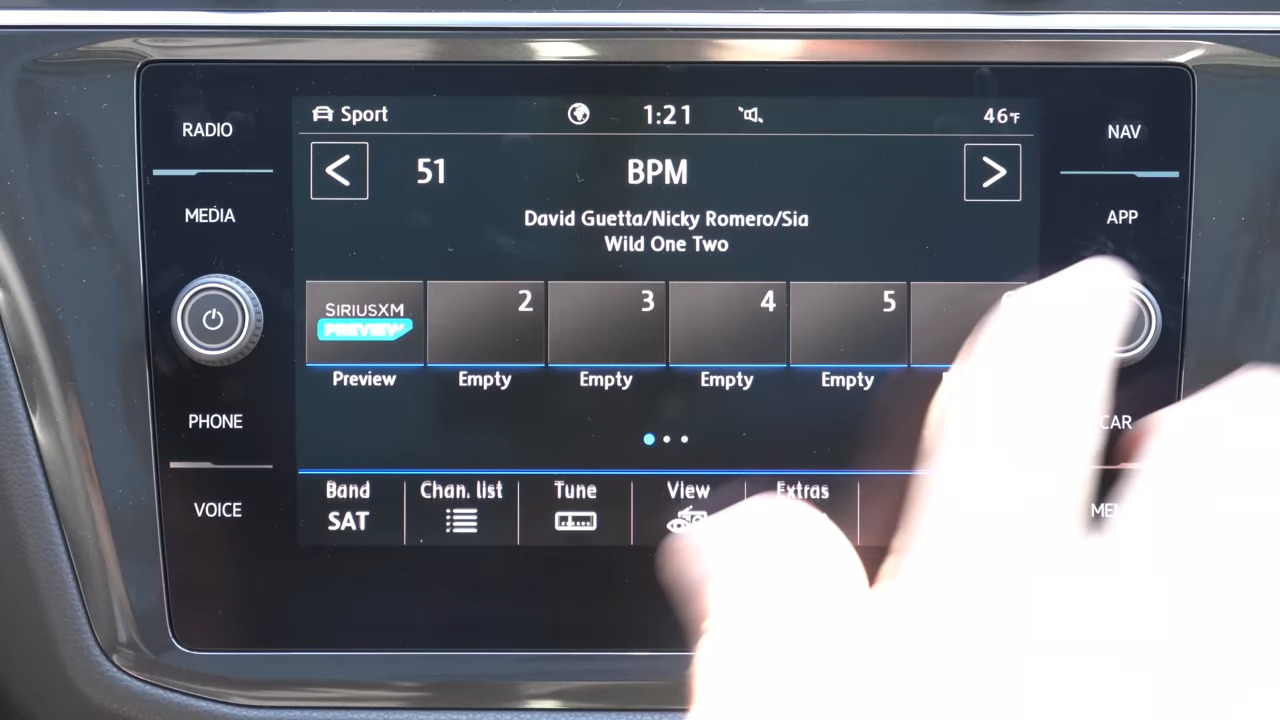 RADIO
MEDIA
PHONE
VOICE
Sport 1:21 46°F
51 BPM
David Guetta/Nicky Romero/Sia
Wild One Two
SIRIUSXM
PREVIEW
2 3 4 5
Preview Empty Empty Empty Empty
Band Chan. list Tune View Extras
SAT
NAV
APP
CAR